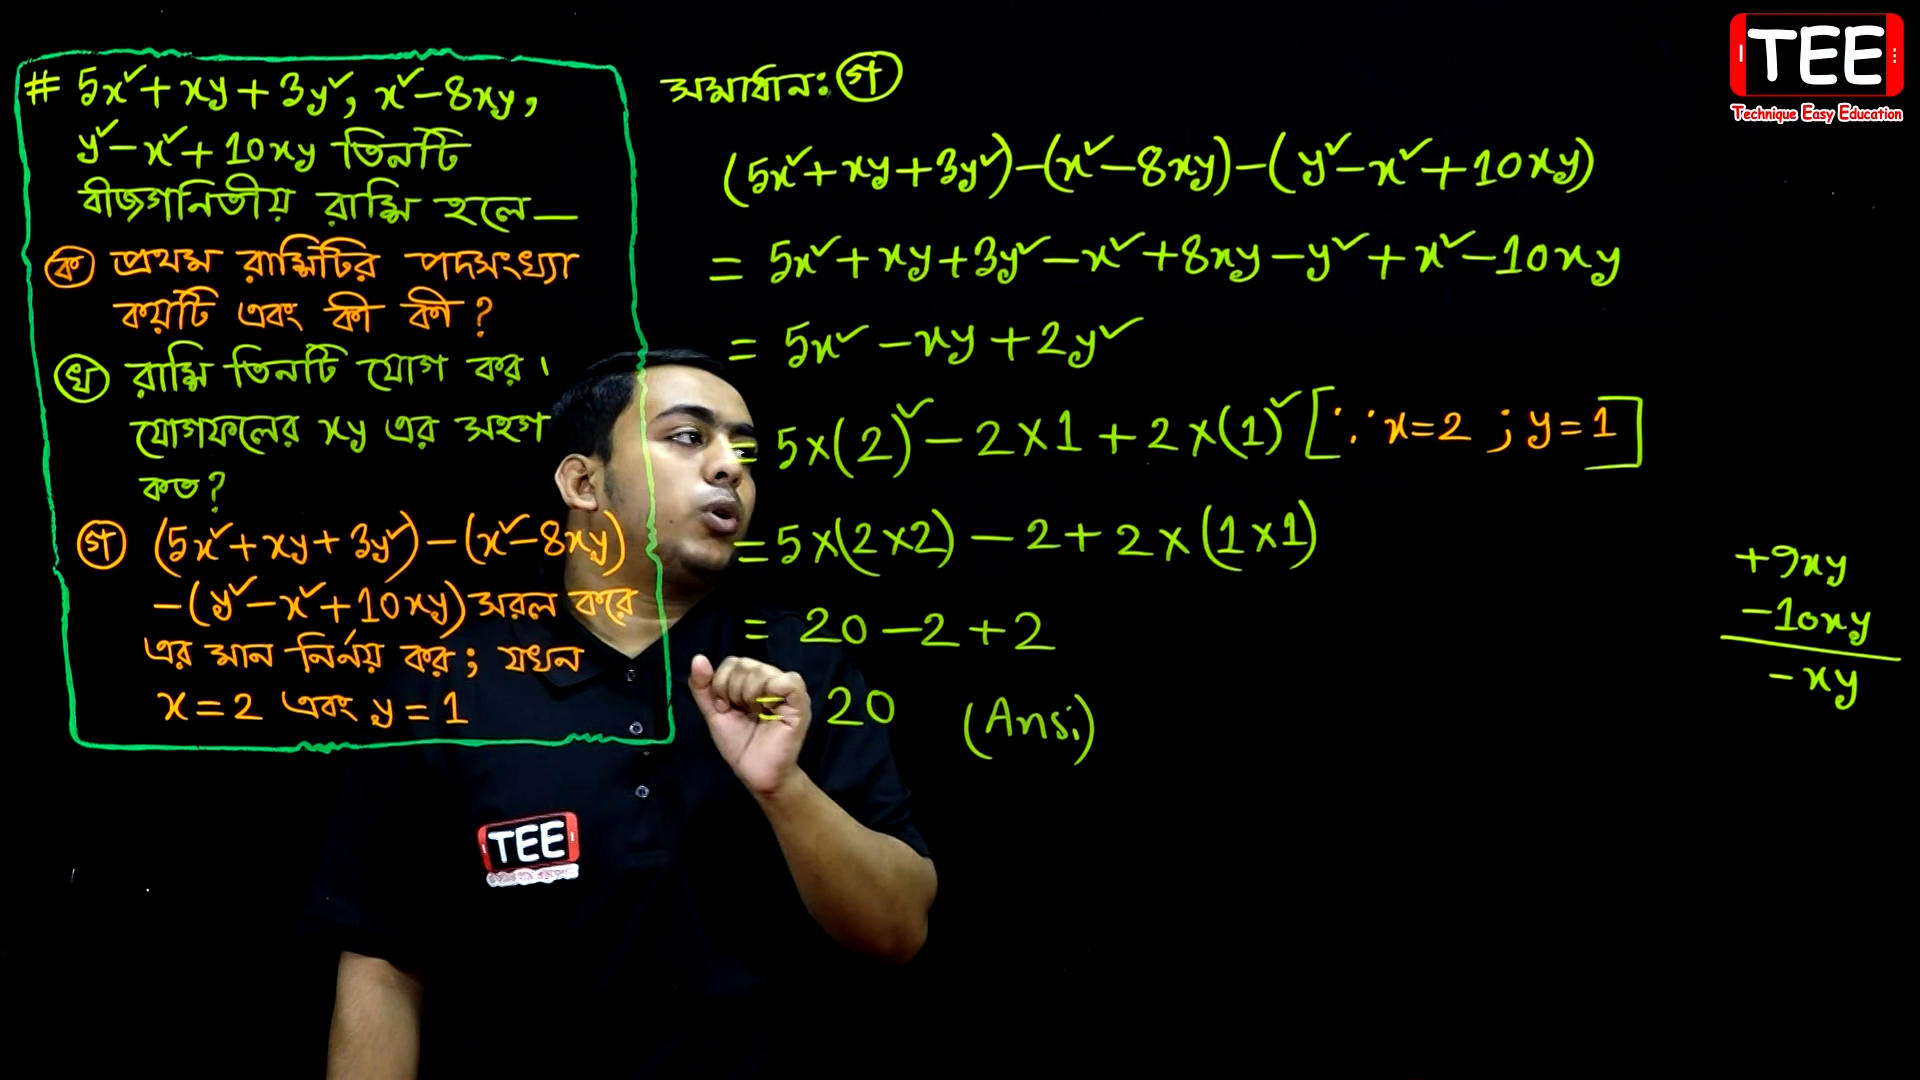 # 5x² + xy + 3y², x² - 8xy,
y² - x² + 10xy তিনটি
বীজগনিতীয় রাশি হলে—
ক প্রথম রাশিটির পদসংখ্যা
কয়টি এবং কী কী?
খ রাশি তিনটি যোগ কর।
যোগফলের xy এর সহগ
কত?
গ (5x² + xy + 3y²) - (x² - 8xy)
- (y² - x² + 10xy) সরল করে
এর মান নির্নয় কর; যখন
x = 2 এবং y = 1
সমাধান: গ
(5x² + xy + 3y²) - (x² - 8xy) - (y² - x² + 10xy)
= 5x² + xy + 3y² - x² + 8xy - y² + x² - 10xy
= 5x² - xy + 2y²
= 5×(2)² - 2×1 + 2×(1)² [∵ x=2 ; y=1]
= 5×(2×2) - 2 + 2×(1×1)
= 20 - 2 + 2
= 20 (Ans:)
+9xy
-10xy
-xy
TEE
Technique Easy Education
TEE